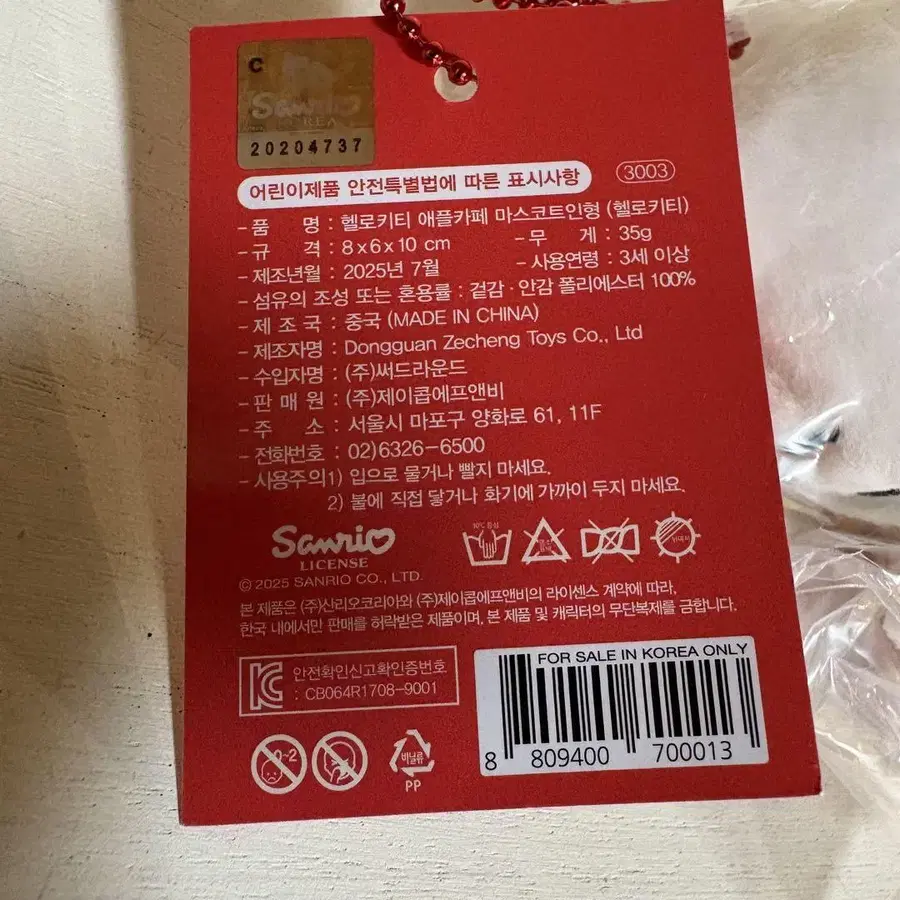 C
Sanrio
KOREA
20204737
어린이제품 안전특별법에 따른 표시사항
3003
- 품 명 : 헬로키티 애플카페 마스코트인형 (헬로키티)
- 규 격 : 8x6x10 cm - 무 게 : 35g
- 제조년월 : 2025년 7월 - 사용연령 : 3세 이상
- 섬유의 조성 또는 혼용률 : 겉감 · 안감 폴리에스터 100%
- 제 조 국 : 중국 (MADE IN CHINA)
- 제조자명 : Dongguan Zecheng Toys Co., Ltd
- 수입자명 : (주)써드라운드
- 판 매 원 : (주)제이콥에프앤비
- 주 소 : 서울시 마포구 양화로 61, 11F
- 전화번호 : 02)6326-6500
- 사용주의1) 입으로 물거나 빨지 마세요.
2) 불에 직접 닿거나 화기에 가까이 두지 마세요.
Sanrio
LICENSE
© 2025 SANRIO CO., LTD.
본 제품은 (주)산리오코리아와 (주)제이콥에프앤비의 라이센스 계약에 따라,
한국 내에서만 판매를 허락받은 제품이며, 본 제품 및 캐릭터의 무단복제를 금합니다.
안전확인신고확인증번호
: CB064R1708-9001
FOR SALE IN KOREA ONLY
8 809400 700013
0~2
비닐류
PP